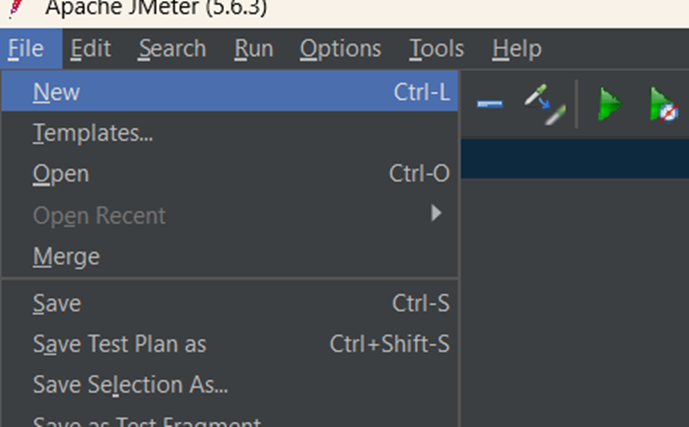 Apache JMeter (5.6.3)
File Edit Search Run Options Tools Help
New Ctrl-L
Templates...
Open Ctrl-O
Open Recent
Merge
Save Ctrl-S
Save Test Plan as Ctrl+Shift-S
Save Selection As...
Save as Test Fragment